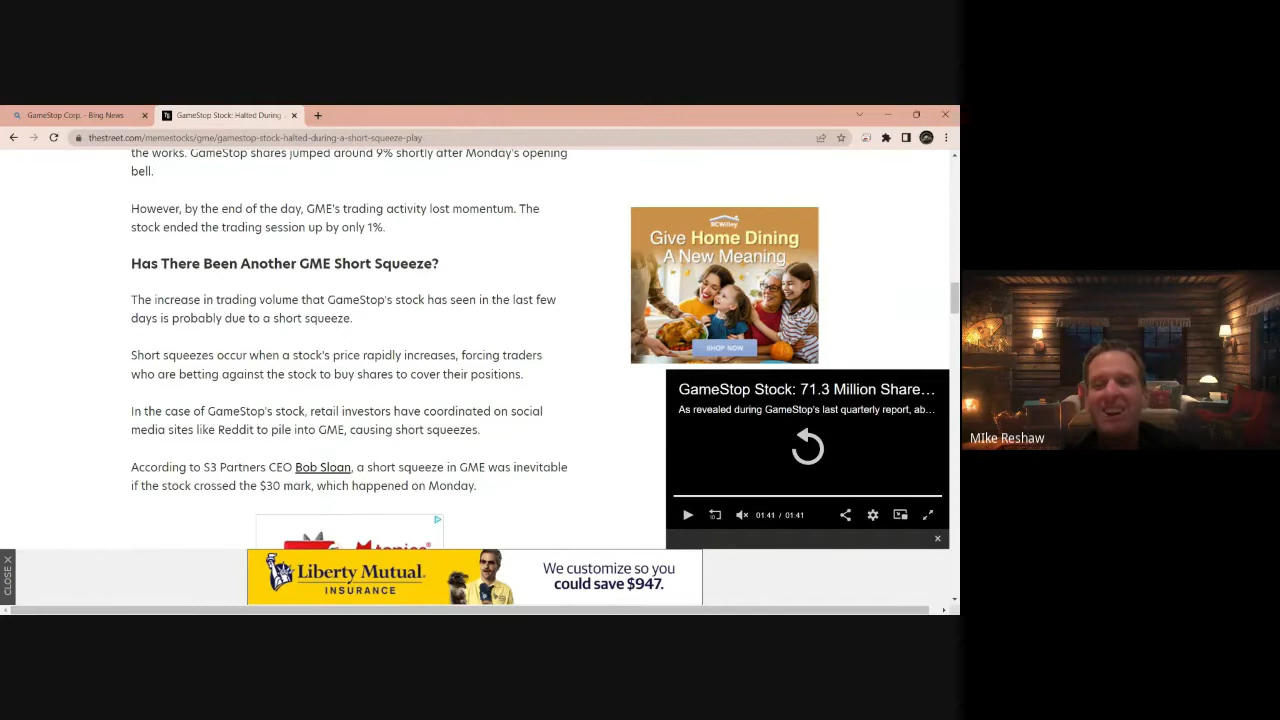 GameStop Corp. - Bing News
GameStop Stock: Halted During
thestreet.com/memestocks/gme/gamestop-stock-halted-during-a-short-squeeze-play
the works. GameStop shares jumped around 9% shortly after Monday's opening
bell.
However, by the end of the day, GME's trading activity lost momentum. The
stock ended the trading session up by only 1%.
Has There Been Another GME Short Squeeze?
The increase in trading volume that GameStop's stock has seen in the last few
days is probably due to a short squeeze.
Short squeezes occur when a stock's price rapidly increases, forcing traders
who are betting against the stock to buy shares to cover their positions.
In the case of GameStop's stock, retail investors have coordinated on social
media sites like Reddit to pile into GME, causing short squeezes.
According to S3 Partners CEO Bob Sloan, a short squeeze in GME was inevitable
if the stock crossed the $30 mark, which happened on Monday.
RCWilley
Give Home Dining
A New Meaning
SHOP NOW
GameStop Stock: 71.3 Million Share…
As revealed during GameStop's last quarterly report, ab…
10
01:41 / 01:41
CLOSE X
Liberty Mutual
INSURANCE
We customize so you
could save $947.
MIke Reshaw